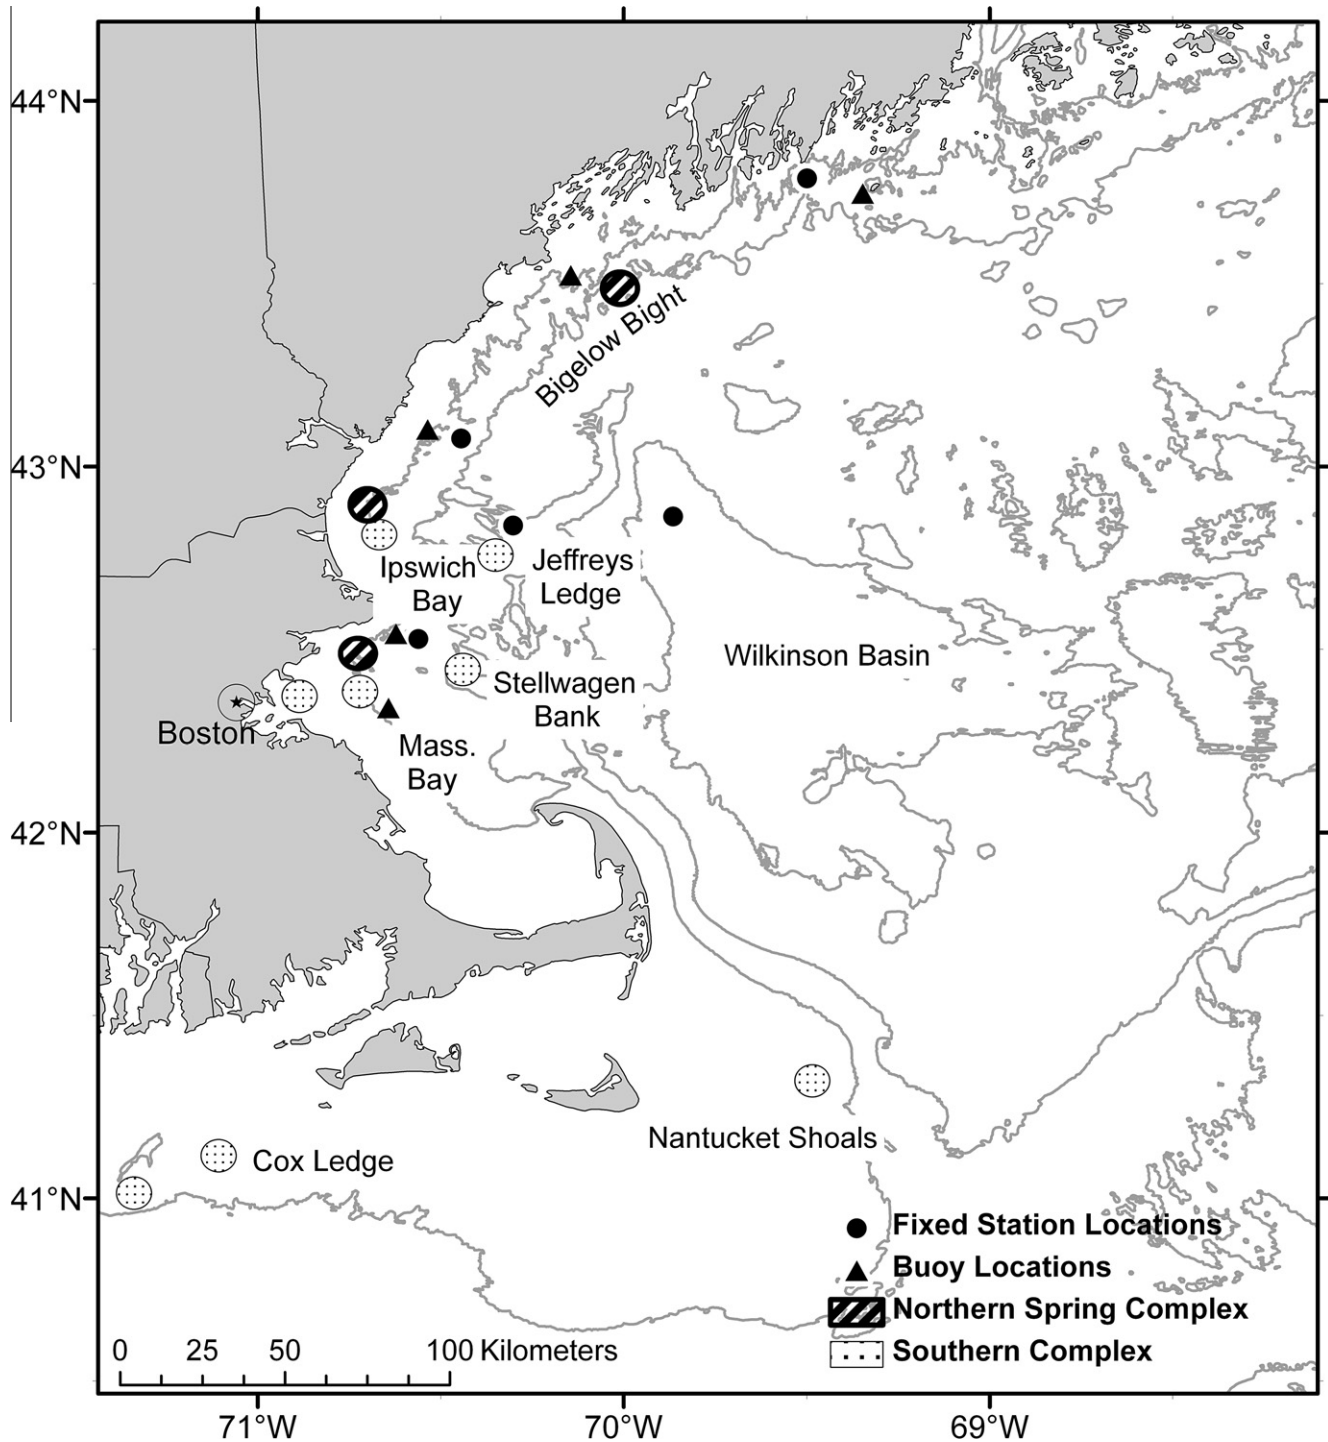 44°N
Bigelow Bight
43°N
Ipswich
Bay
Jeffreys
Ledge
Wilkinson Basin
Stellwagen
Bank
Boston
Mass.
Bay
42°N
Nantucket Shoals
Cox Ledge
41°N
Fixed Station Locations
Buoy Locations
Northern Spring Complex
Southern Complex
0 25 50 100 Kilometers
71°W 70°W 69°W